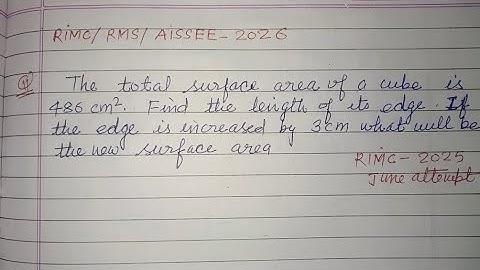 RIMC/ RMS/ AISSEE- 2026
Q The total surface area of a cube is
486 cm². Find the length of its edge. If
the edge is increased by 3cm what will be
the new surface area
RIMC- 2025
June attempt